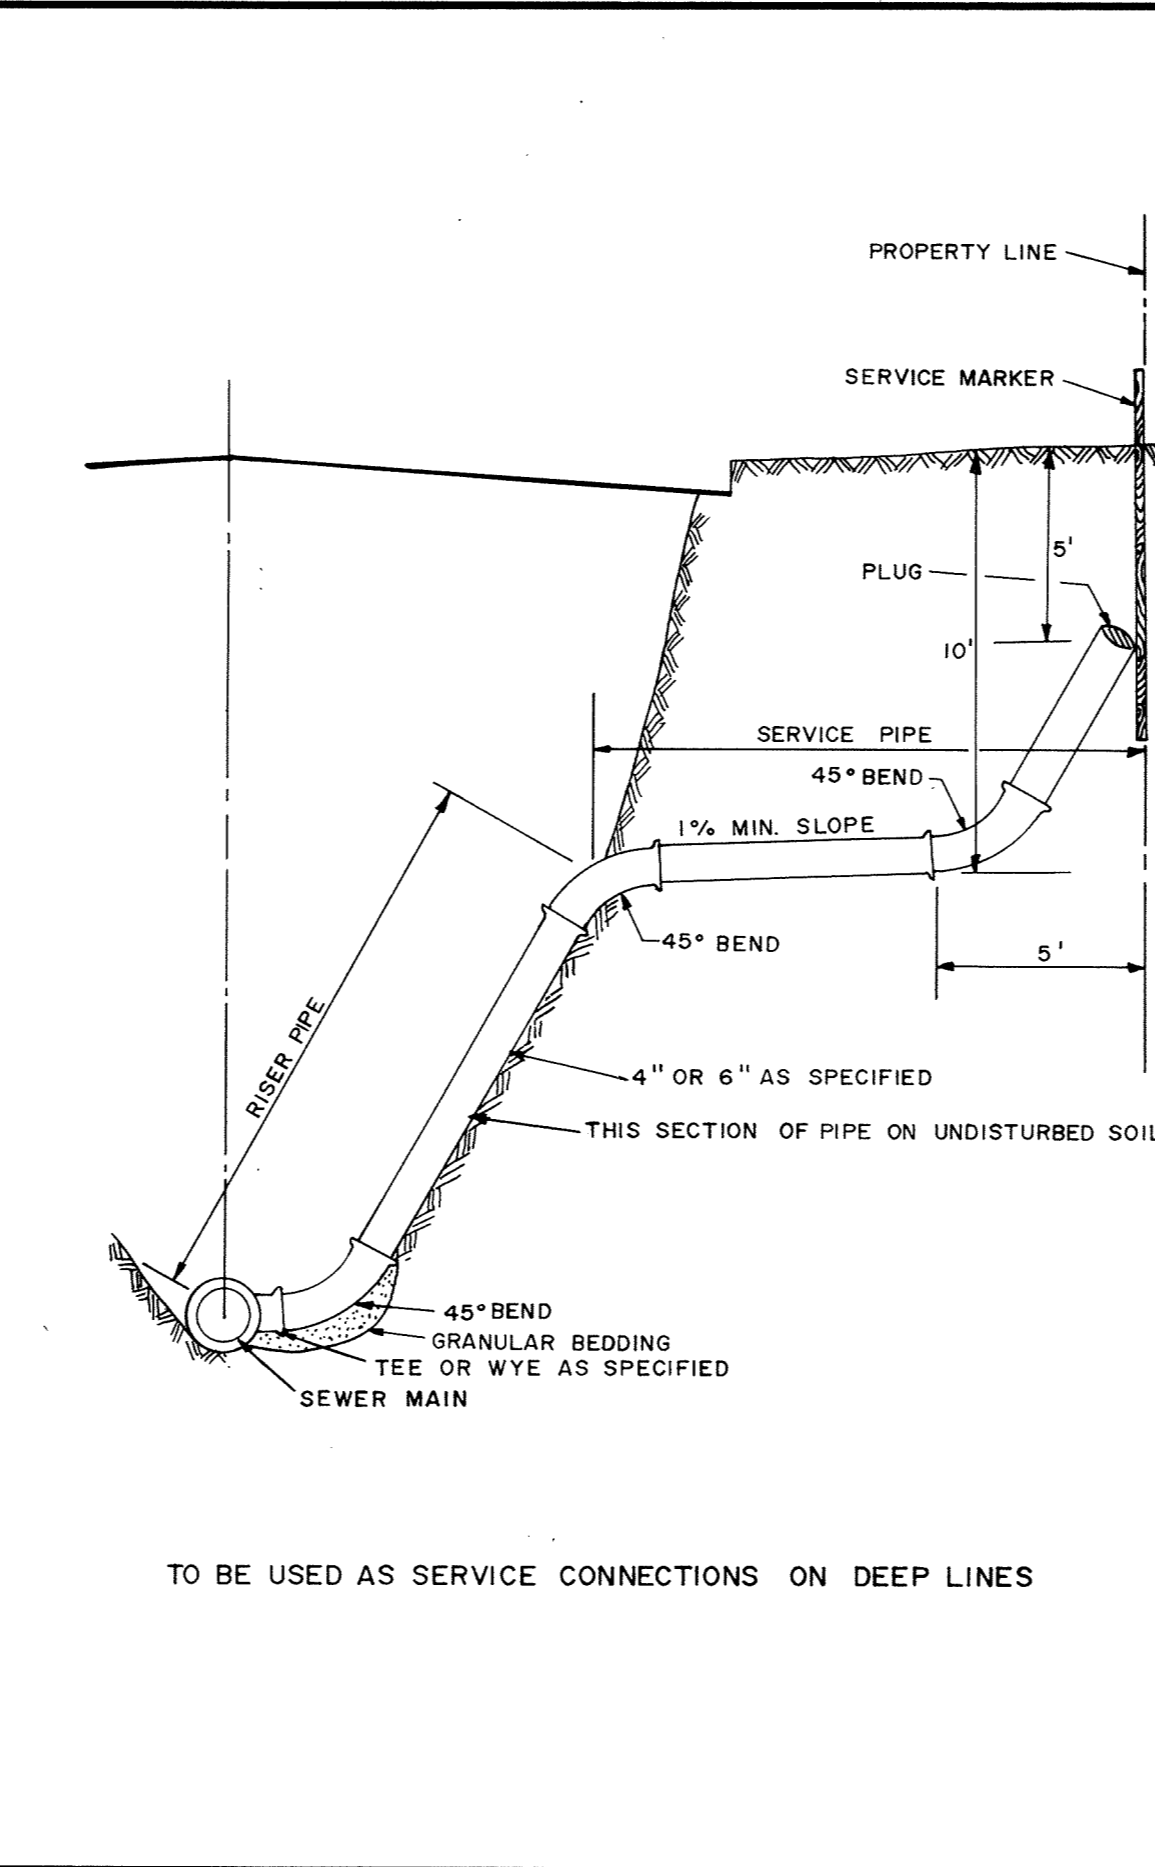 PROPERTY LINE
SERVICE MARKER
5'
PLUG
10'
SERVICE PIPE
45° BEND
1% MIN. SLOPE
45° BEND
5'
RISER PIPE
4" OR 6" AS SPECIFIED
THIS SECTION OF PIPE ON UNDISTURBED SOIL
45° BEND
GRANULAR BEDDING
TEE OR WYE AS SPECIFIED
SEWER MAIN
TO BE USED AS SERVICE CONNECTIONS ON DEEP LINES